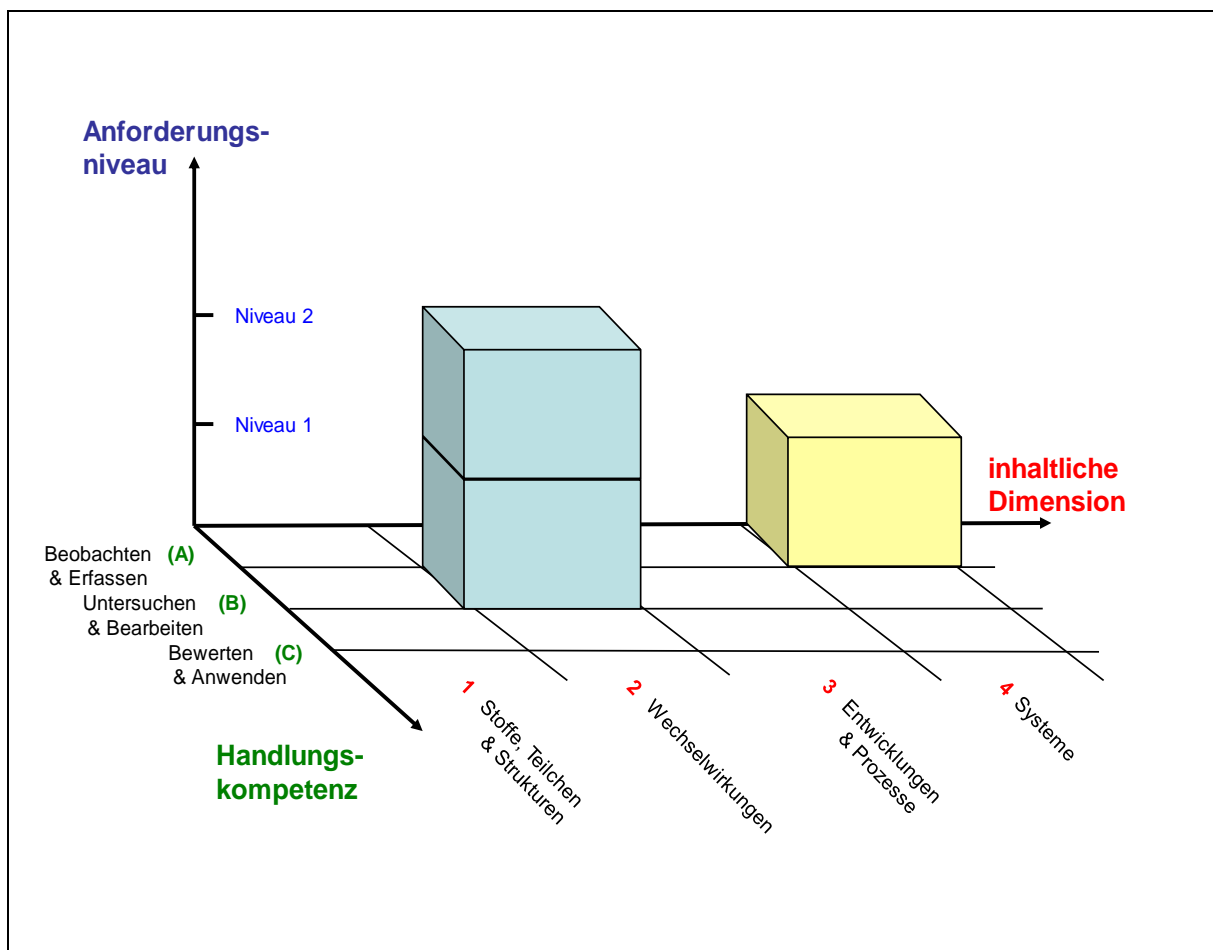 Anforderungs-
niveau
Niveau 2
Niveau 1
inhaltliche
Dimension
Beobachten (A)
& Erfassen
Untersuchen (B)
& Bearbeiten
Bewerten (C)
& Anwenden
Handlungs-
kompetenz
1 Stoffe, Teilchen
& Strukturen
2 Wechselwirkungen
3 Entwicklungen
& Prozesse
4 Systeme